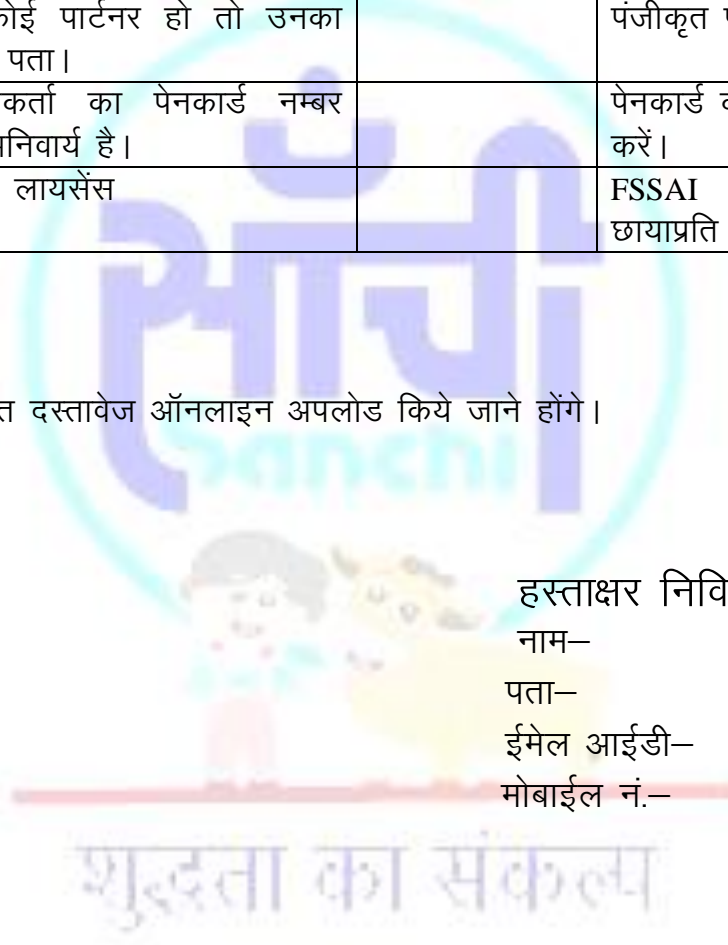 कोई पार्टनर हो तो उनका
पता।
पंजीकृत
कर्ता का पेनकार्ड नम्बर
अनिवार्य है।
पेनकार्ड
करें।
लायसेंस
FSSAI
छायाप्रति
साँची
दस्तावेज ऑनलाइन अपलोड किये जाने होंगे।
Sanchi
हस्ताक्षर निवि
नाम–
पता–
ईमेल आईडी–
मोबाईल नं.–
शुद्धता का संकल्प